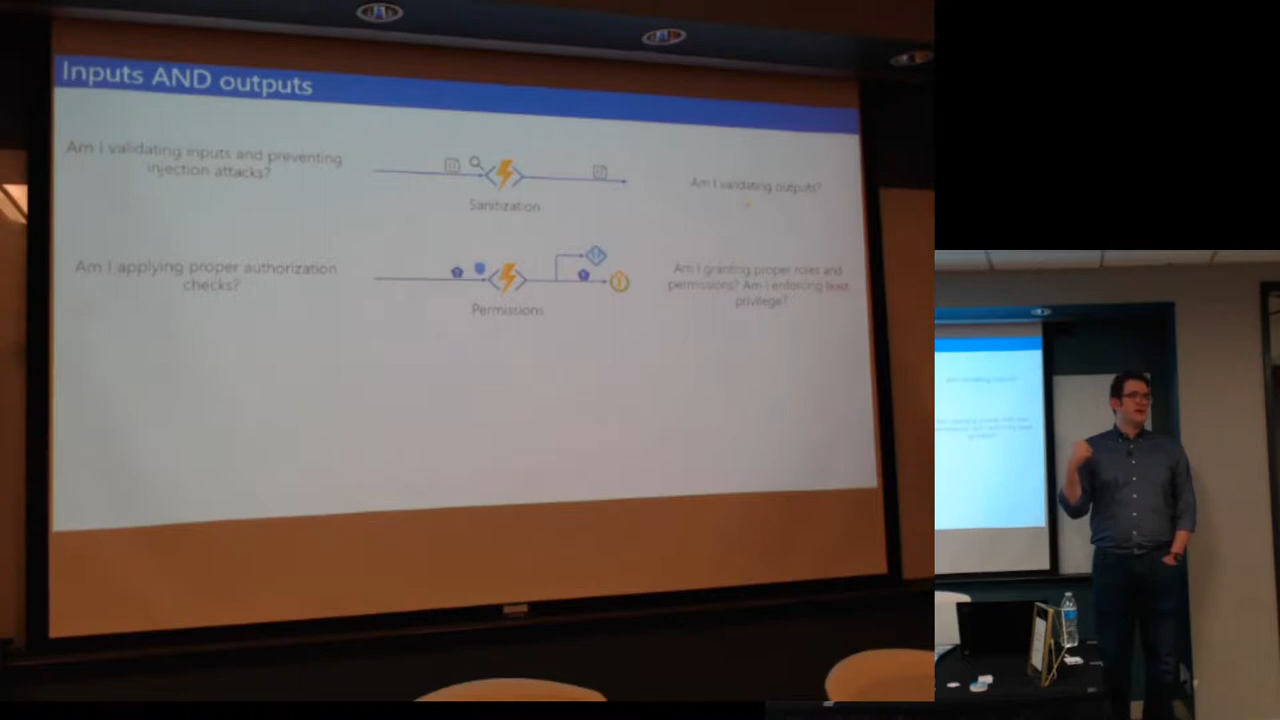 Inputs AND outputs
Am I validating inputs and preventing
injection attacks?
Sanitization
Am I validating outputs?
Am I applying proper authorization
checks?
Permissions
Am I granting proper roles and
permissions? Am I enforcing least
privilege?